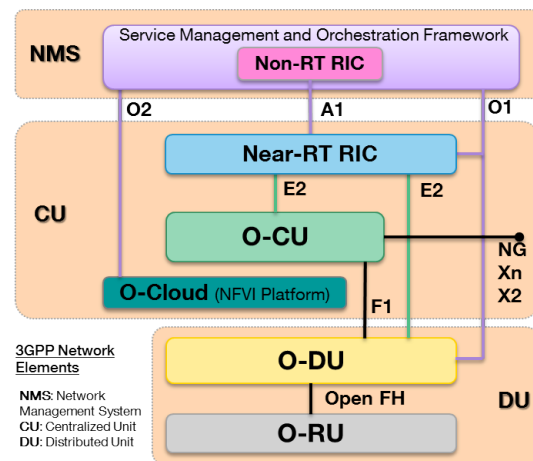 NMS
Service Management and Orchestration Framework
Non-RT RIC
O2
A1
O1
CU
Near-RT RIC
E2
E2
O-CU
NG
Xn
X2
O-Cloud (NFVI Platform)
F1
3GPP Network
Elements
NMS: Network
Management System
CU: Centralized Unit
DU: Distributed Unit
O-DU
Open FH
DU
O-RU